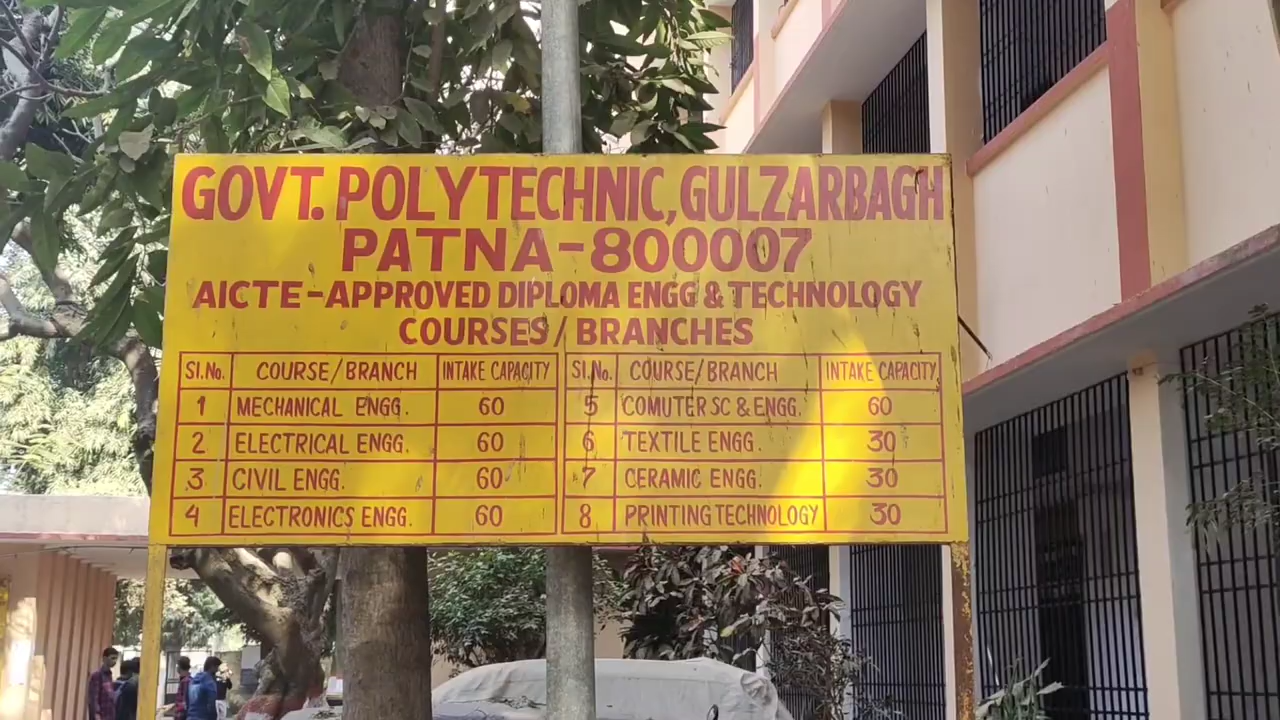 GOVT. POLYTECHNIC, GULZARBAGH
PATNA-800007
AICTE-APPROVED DIPLOMA ENGG & TECHNOLOGY
COURSES/BRANCHES
Sl.No. COURSE/BRANCH INTAKE CAPACITY Sl.No. COURSE/BRANCH INTAKE CAPACITY
1 MECHANICAL ENGG. 60 5 COMUTER SC & ENGG. 60
2 ELECTRICAL ENGG. 60 6 TEXTILE ENGG. 30
3 CIVIL ENGG. 60 7 CERAMIC ENGG. 30
4 ELECTRONICS ENGG. 60 8 PRINTING TECHNOLOGY 30